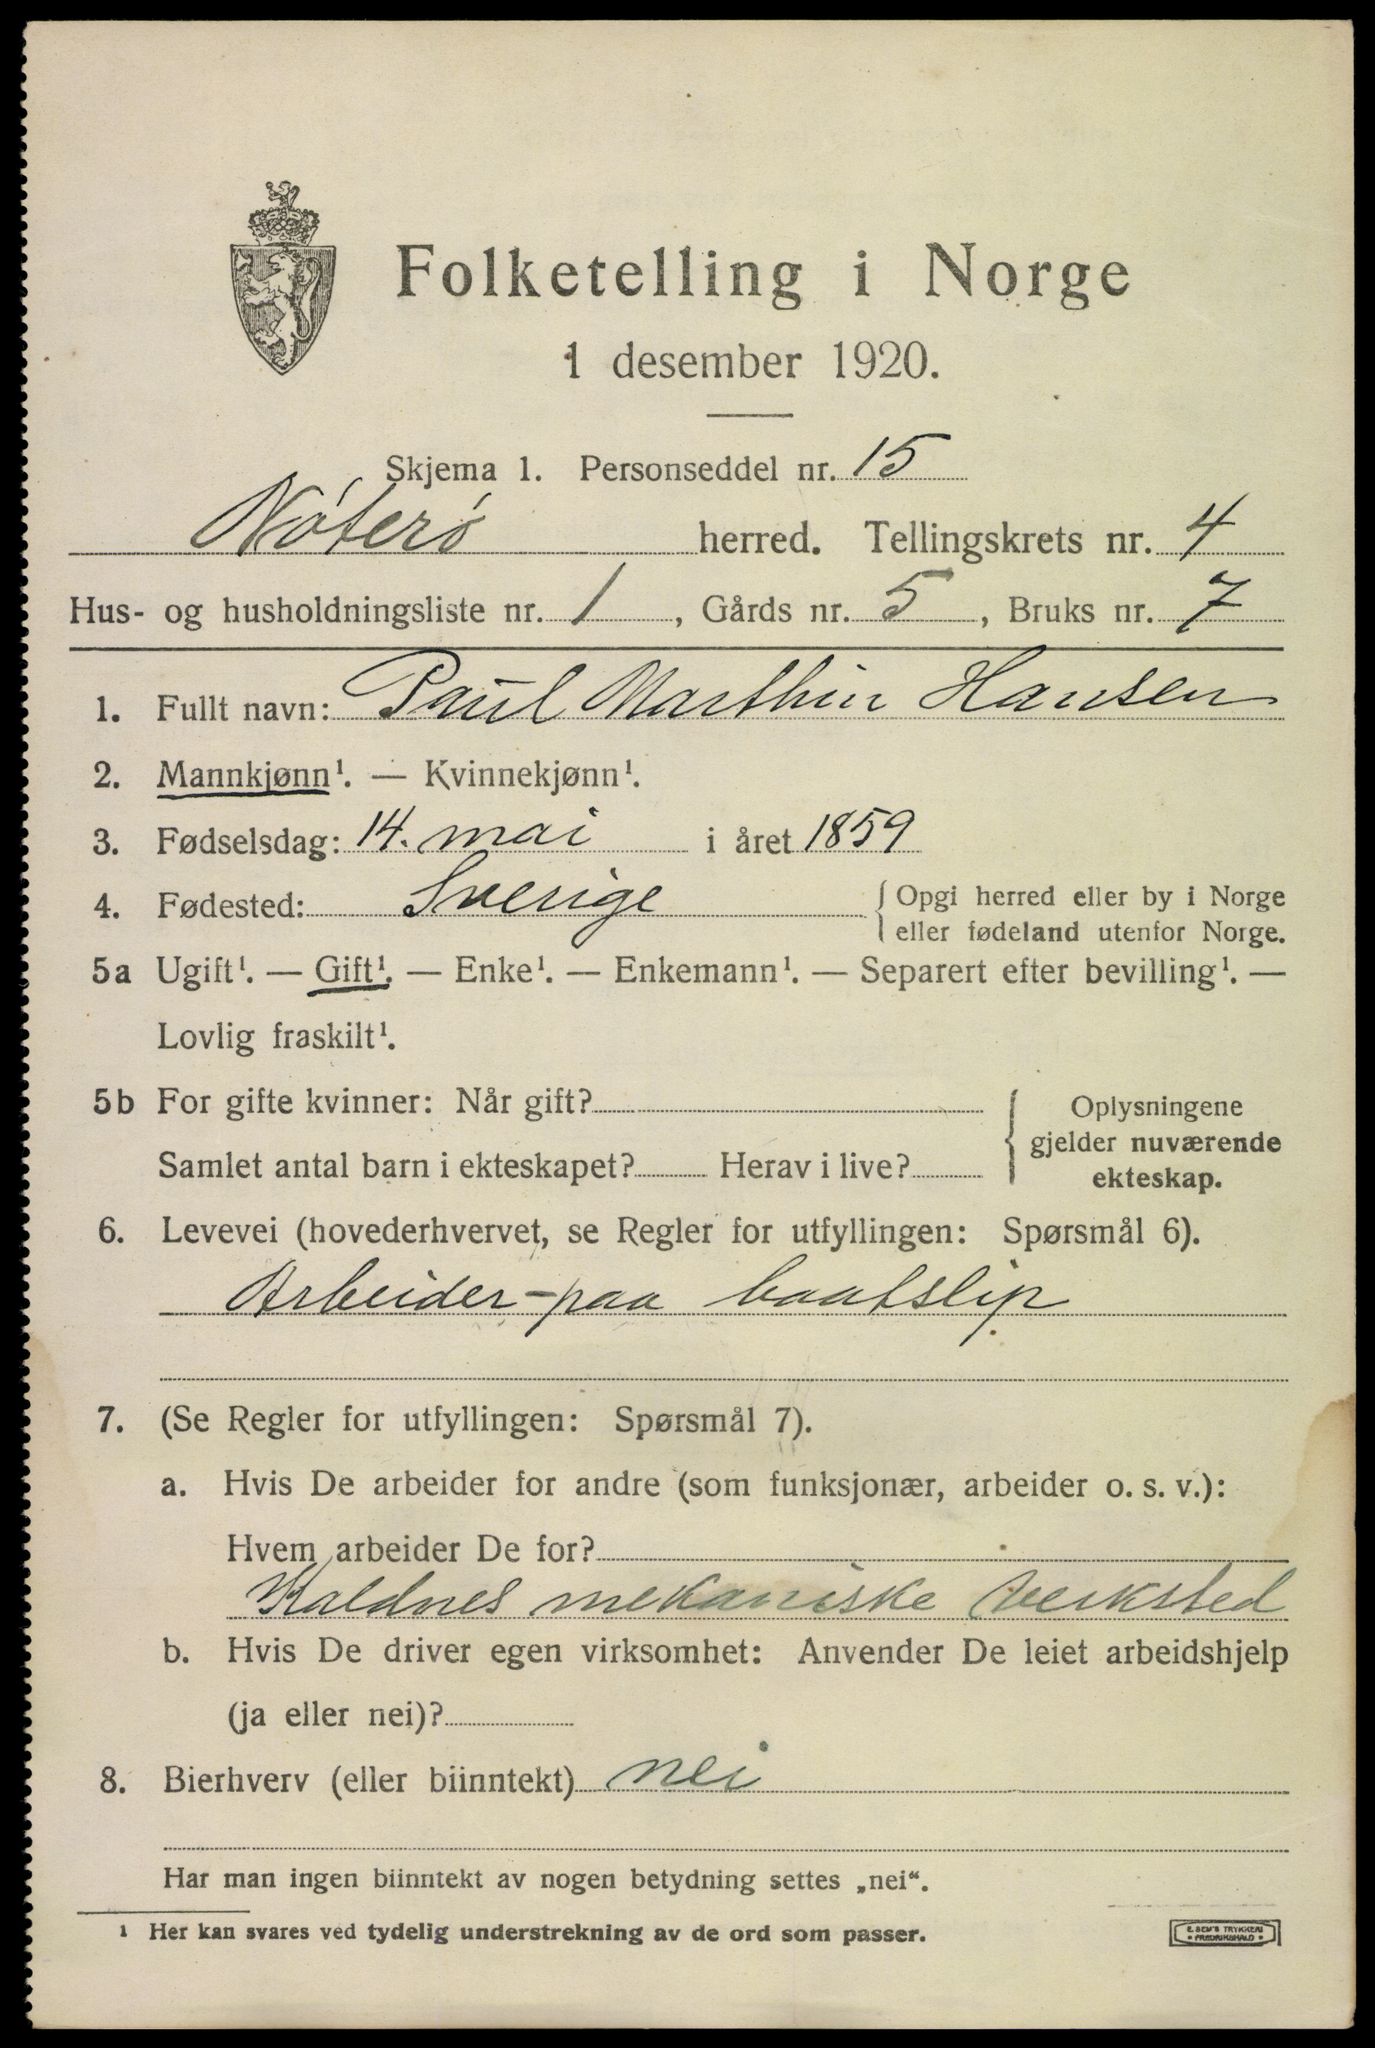 Folketelling i Norge
1 desember 1920.
Skjema 1. Personseddel nr. 15
Nøterø herred. Tellingskrets nr. 4
Hus- og husholdningsliste nr. 1, Gårds nr. 5, Bruks nr. 7
1. Fullt navn: Paul Marthin Hansen
2. Mannkjønn¹. — Kvinnekjønn¹.
3. Fødselsdag: 14. mai i året 1859
4. Fødested: Sverige { Opgi herred eller by i Norge
eller fødeland utenfor Norge.
5a Ugift¹. — Gift¹. — Enke¹. — Enkemann¹. — Separert efter bevilling¹. —
Lovlig fraskilt¹.
5b For gifte kvinner: Når gift?
Samlet antal barn i ekteskapet? Herav i live?
Oplysningene
gjelder nuværende
ekteskap.
6. Levevei (hovederhvervet, se Regler for utfyllingen: Spørsmål 6).
Arbeider-paa baatslip
7. (Se Regler for utfyllingen: Spørsmål 7).
a. Hvis De arbeider for andre (som funksjonær, arbeider o. s. v.):
Hvem arbeider De for?
Kaldnes mekaniske Verksted
b. Hvis De driver egen virksomhet: Anvender De leiet arbeidshjelp
(ja eller nei)?
8. Bierhverv (eller biinntekt) nei
Har man ingen biinntekt av nogen betydning settes „nei“.
¹ Her kan svares ved tydelig understrekning av de ord som passer.
E. SEM'S TRYKKERI
FREDRIKSHALD